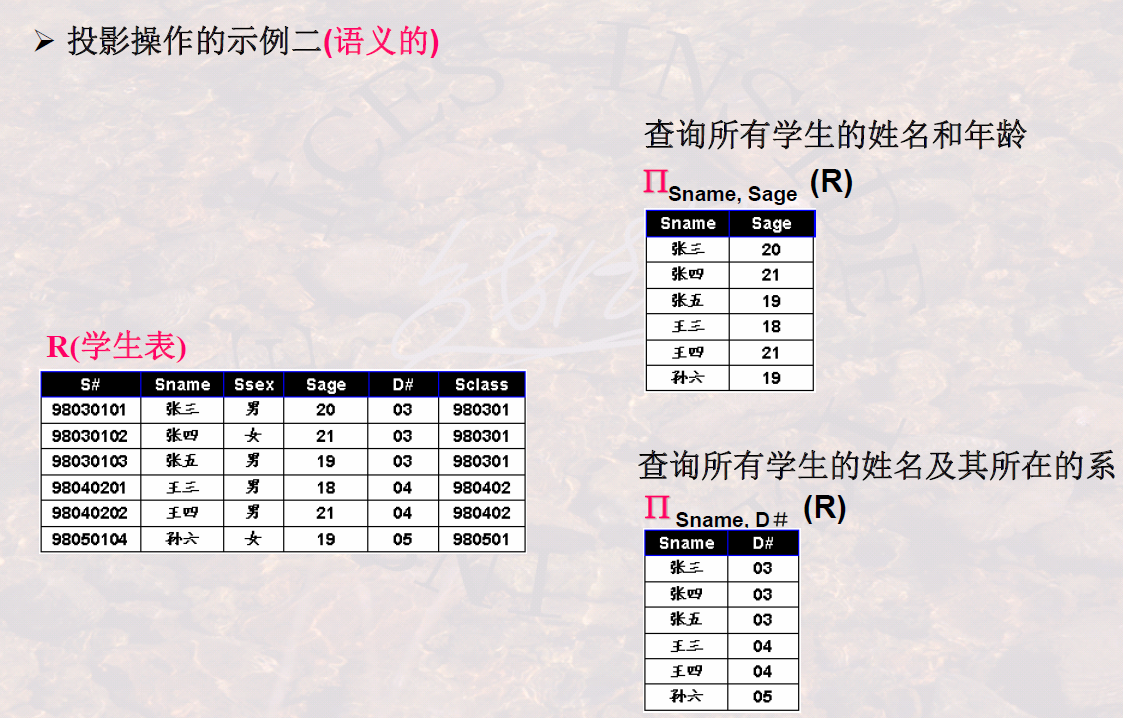 ➢ 投影操作的示例二(语义的)
查询所有学生的姓名和年龄
∏Sname, Sage (R)
Sname Sage
张三 20
张四 21
张五 19
王三 18
王四 21
孙六 19
R(学生表)
S# Sname Ssex Sage D# Sclass
98030101 张三 男 20 03 980301
98030102 张四 女 21 03 980301
98030103 张五 男 19 03 980301
98040201 王三 男 18 04 980402
98040202 王四 男 21 04 980402
98050104 孙六 女 19 05 980501
查询所有学生的姓名及其所在的系
∏Sname, D# (R)
Sname D#
张三 03
张四 03
张五 03
王三 04
王四 04
孙六 05